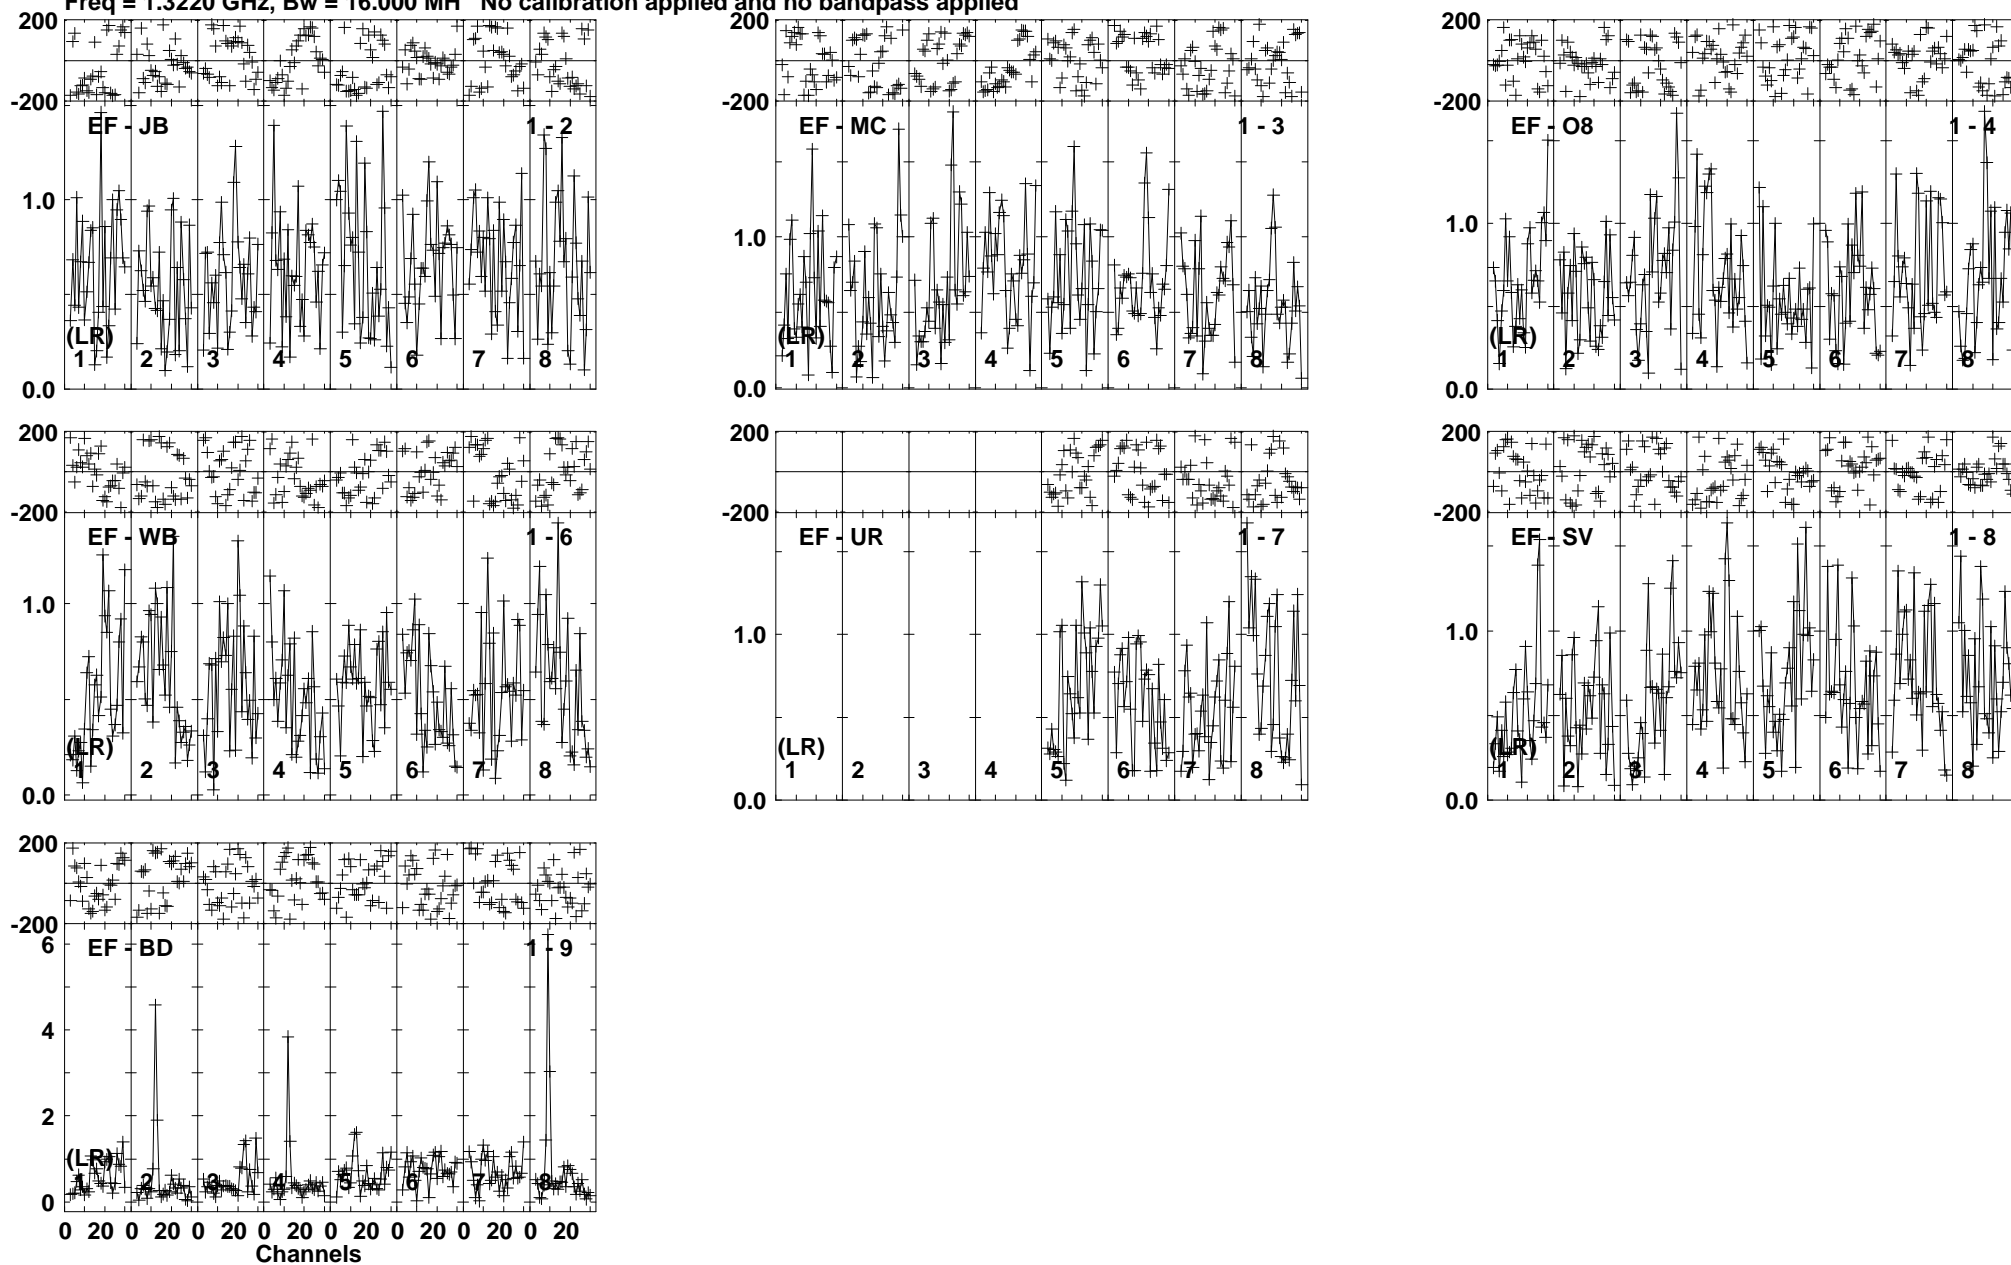 Freq = 1.3220 GHz, Bw = 16.000 MH No calibration applied and no bandpass applied
200
-200
EF - JB 1 - 2
1.0
(LR)
1 2 3 4 5 6 7 8
0.0
200
-200
EF - MC 1 - 3
1.0
(LR)
1 2 3 4 5 6 7 8
0.0
200
-200
EF - O8 1 - 4
1.0
(LR)
1 2 3 4 5 6 7 8
0.0
200
-200
EF - WB 1 - 6
1.0
(LR)
1 2 3 4 5 6 7 8
0.0
200
-200
EF - UR 1 - 7
1.0
(LR)
1 2 3 4 5 6 7 8
0.0
200
-200
EF - SV 1 - 8
1.0
(LR)
1 2 3 4 5 6 7 8
0.0
200
-200
6
EF - BD 1 - 9
4
2
(LR)
1 2 3 4 5 6 7 8
0
0 20 0 20 0 20 0 20 0 20 0 20 0 20 0 20
Channels